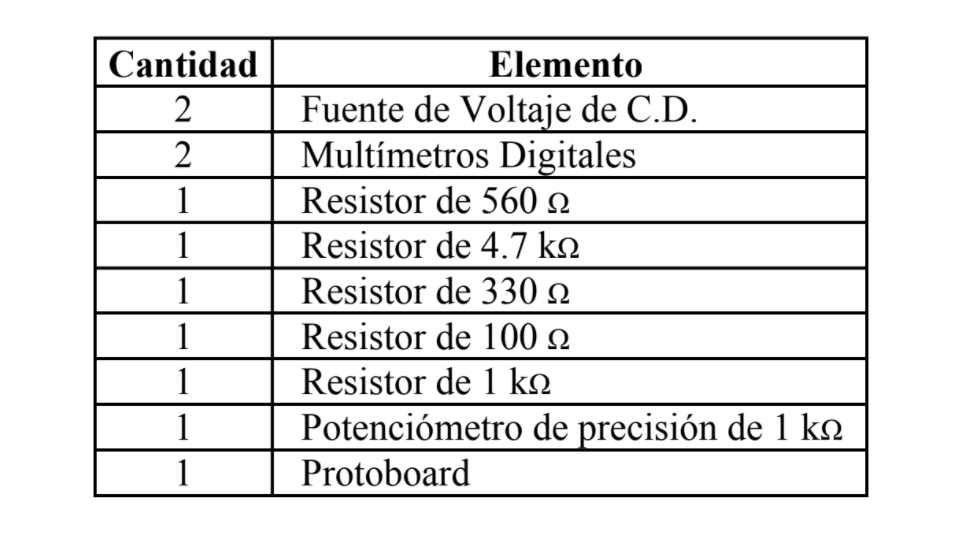 Cantidad Elemento
2 Fuente de Voltaje de C.D.
2 Multímetros Digitales
1 Resistor de 560 Ω
1 Resistor de 4.7 kΩ
1 Resistor de 330 Ω
1 Resistor de 100 Ω
1 Resistor de 1 kΩ
1 Potenciómetro de precisión de 1 kΩ
1 Protoboard